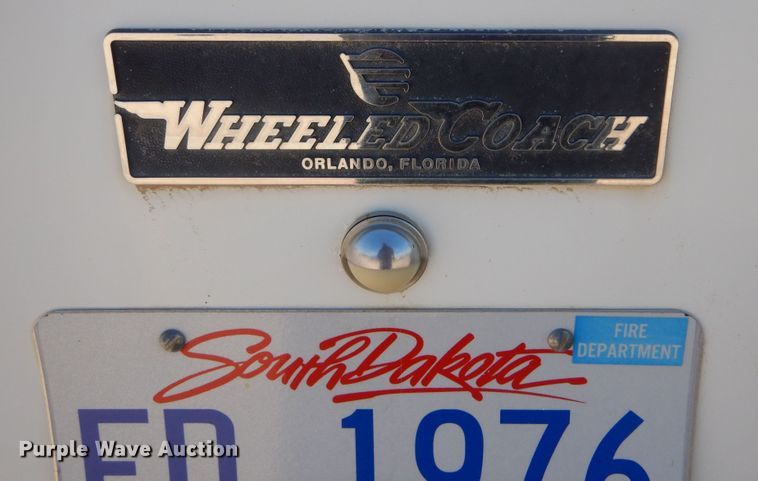 WHEELED COACH
ORLANDO, FLORIDA
South Dakota
FIRE
DEPARTMENT
FD 1976
Purple Wave Auction